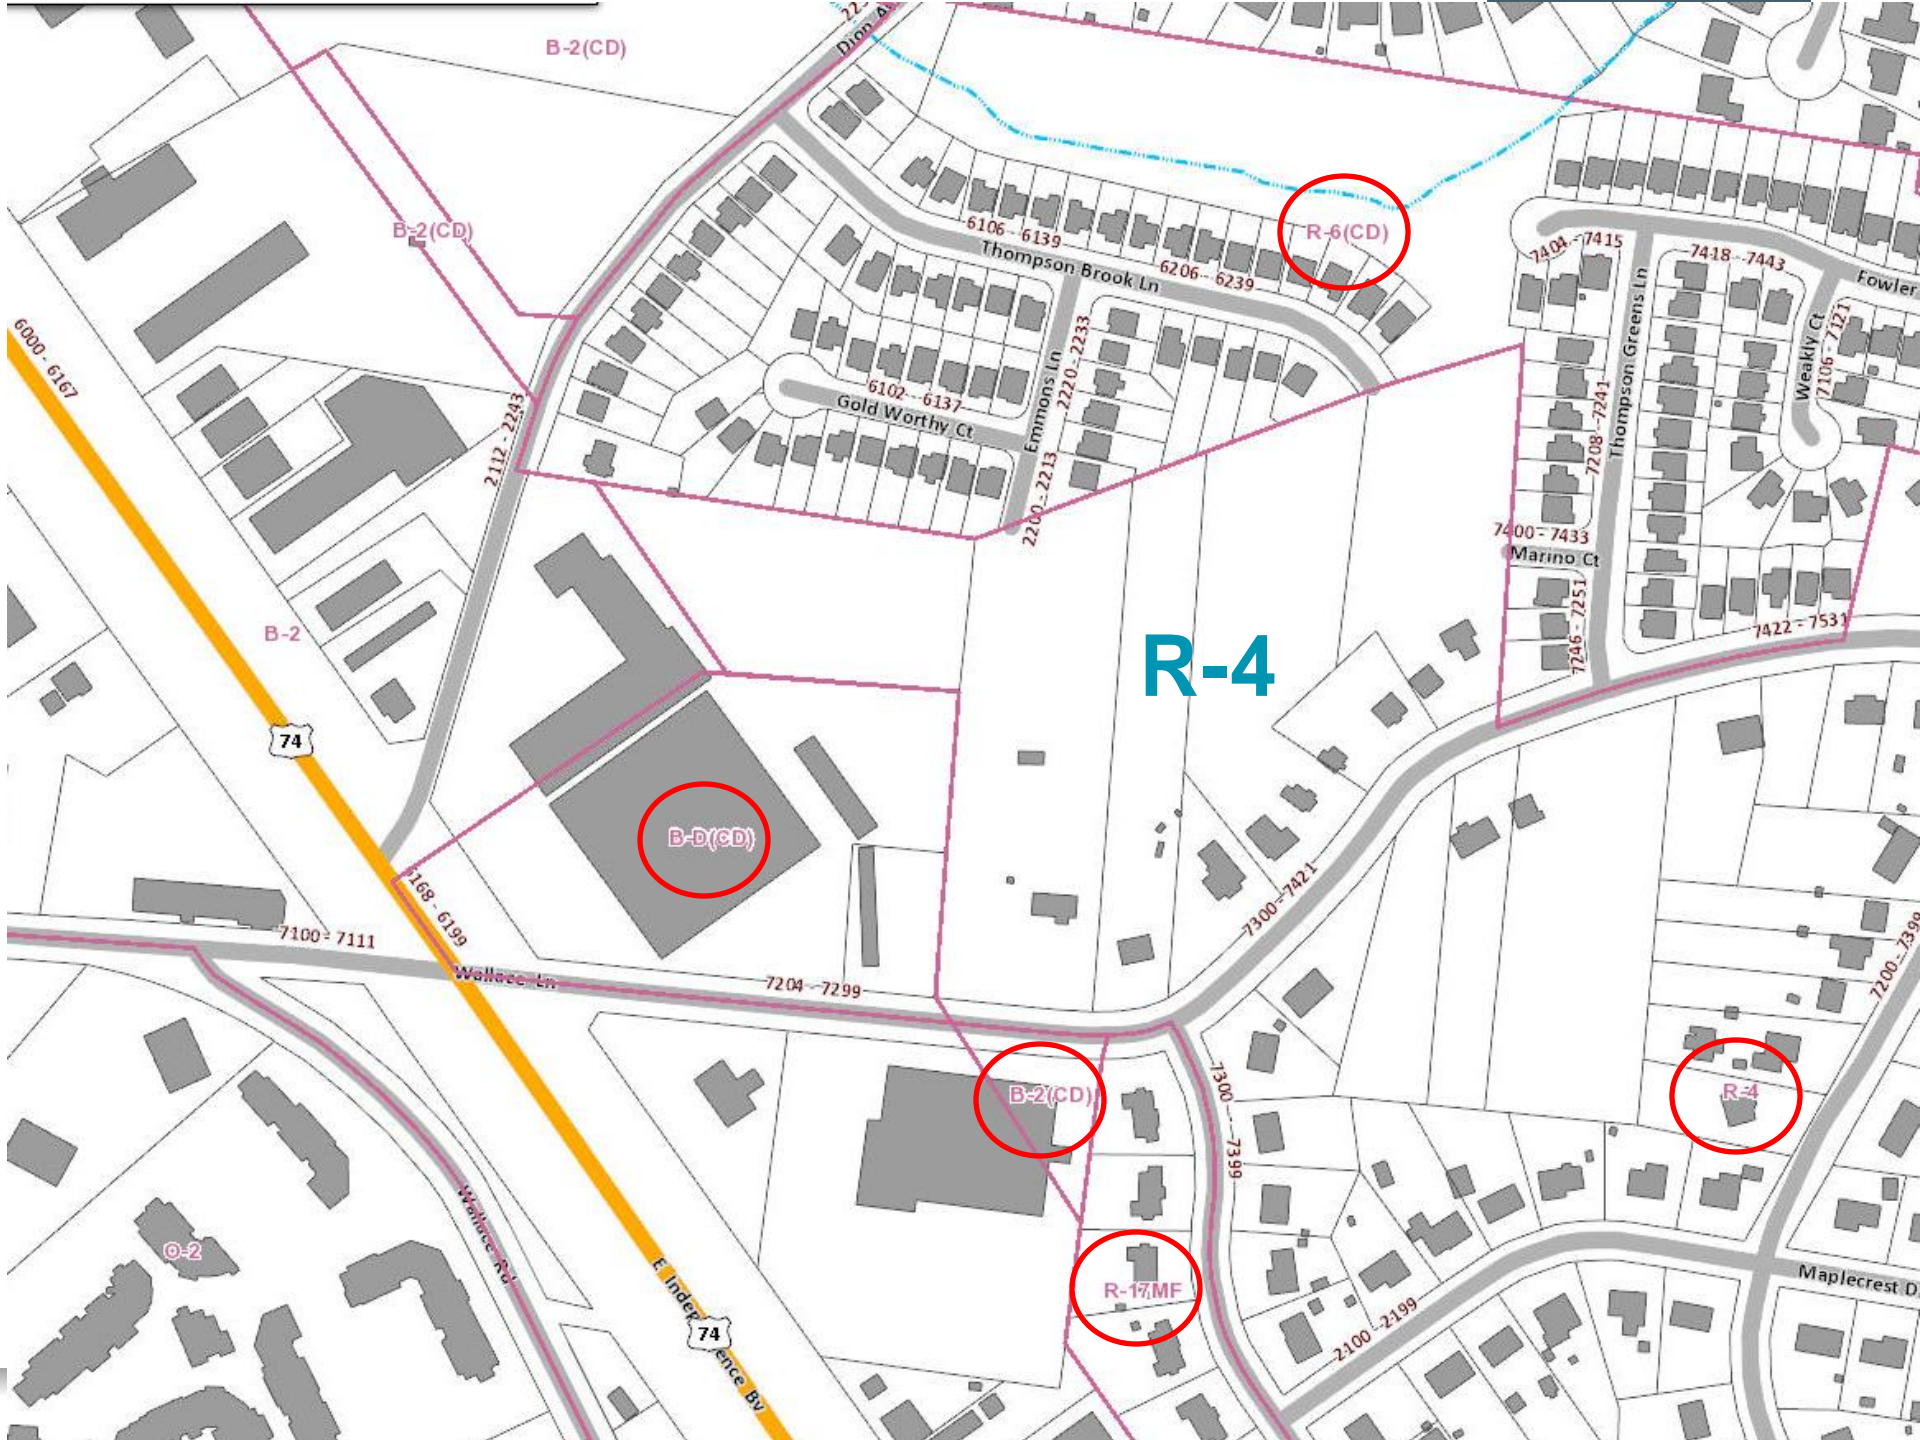 B-2(CD)
Dion A
B-2(CD)
R-6(CD)
6106 - 6139
Thompson Brook Ln
6206 - 6239
7404 - 7415
7418 - 7443
Fowler
Thompson Greens Ln
Weakly Ct
7106 - 7121
6000 - 6167
2220 - 2233
Emmons Ln
6102 - 6137
Gold Worthy Ct
7208 - 7241
2112 - 2243
2200 - 2213
7400 - 7433
Marino Ct
7246 - 7251
7422 - 7531
B-2
R-4
74
B-D(CD)
6168 - 6199
7300 - 7421
7100 - 7111
Wallace Ln
7204 - 7299
7200 - 7399
B-2(CD)
R-4
7300 - 7399
Wallace Rd
O-2
R-17MF
E Indep
74
ence Bv
2100 - 2199
Maplecrest D